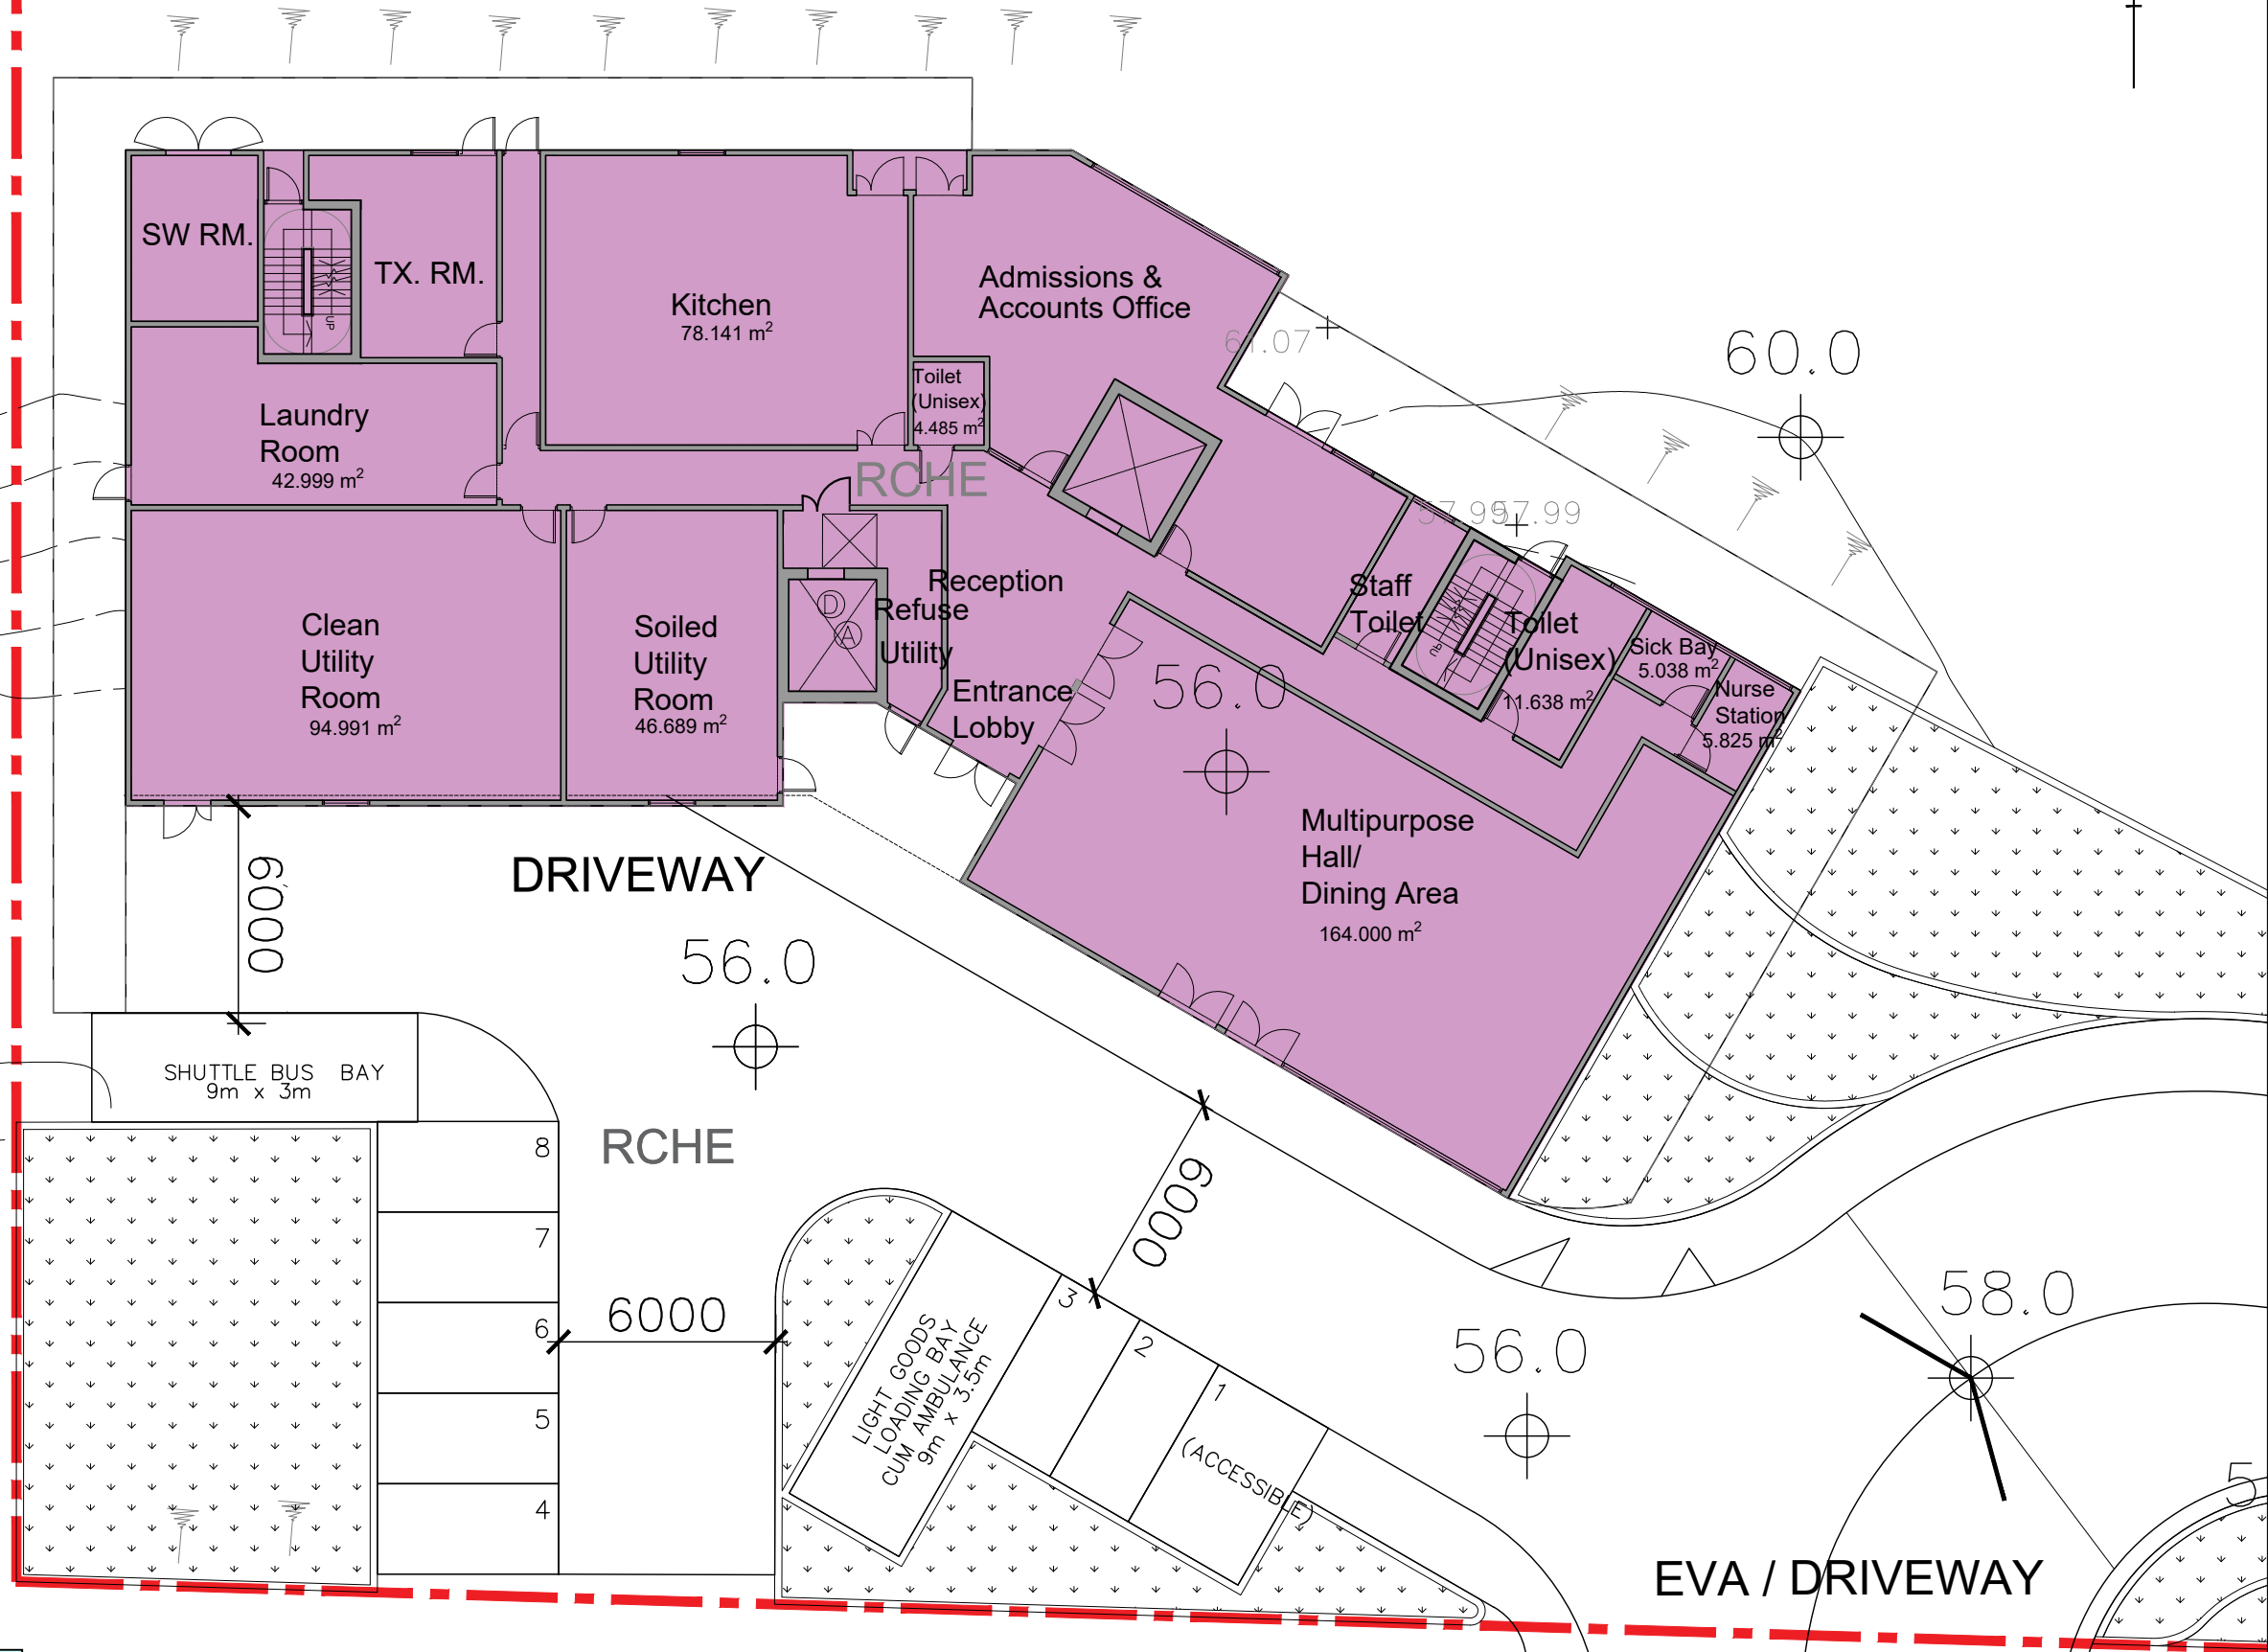 SW RM.
TX. RM.
UP
Kitchen
78.141 m²
Admissions &
Accounts Office
Toilet
(Unisex)
4.485 m²
Laundry
Room
42.999 m²
RCHE
61.07
60.0
57.99
57.99
Clean
Utility
Room
94.991 m²
Soiled
Utility
Room
46.689 m²
D
A
Reception
Refuse
Utility
Entrance
Lobby
56.0
Staff
Toilet
UP
Toilet
(Unisex)
11.638 m²
Sick Bay
5.038 m²
Nurse
Station
5.825 m²
Multipurpose
Hall/
Dining Area
164.000 m²
6000
DRIVEWAY
56.0
SHUTTLE BUS BAY
9m x 3m
RCHE
8
7
6
5
4
6000
6000
LIGHT GOODS
LOADING BAY
CUM AMBULANCE
9m x 3.5m
3
2
1
(ACCESSIBLE)
56.0
58.0
5
EVA / DRIVEWAY